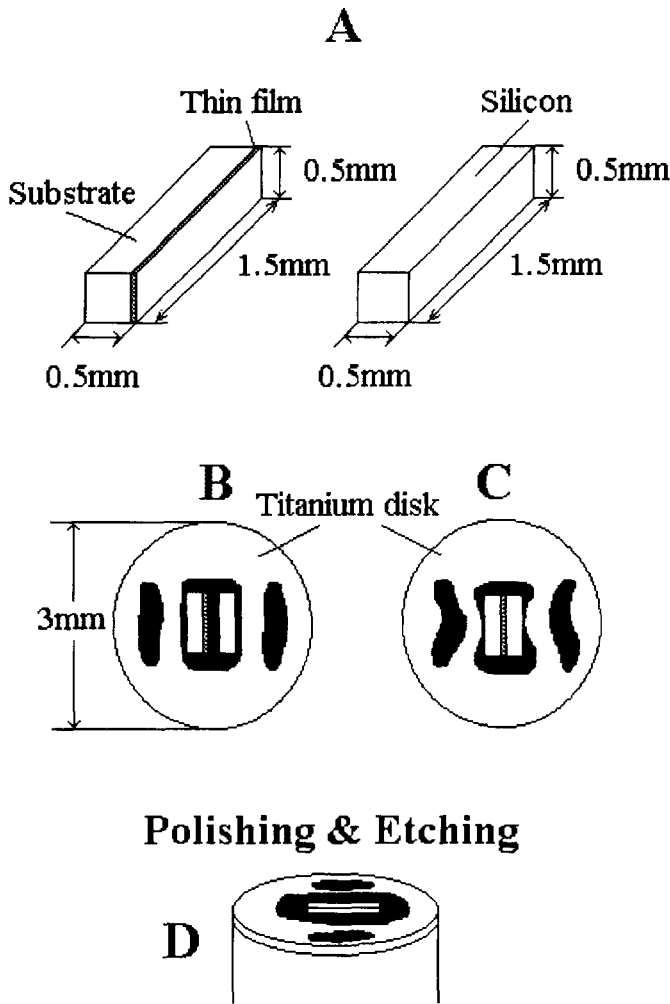 A
Thin film
Silicon
0.5mm
0.5mm
Substrate
1.5mm
1.5mm
0.5mm
0.5mm
B
C
Titanium disk
3mm
Polishing & Etching
D